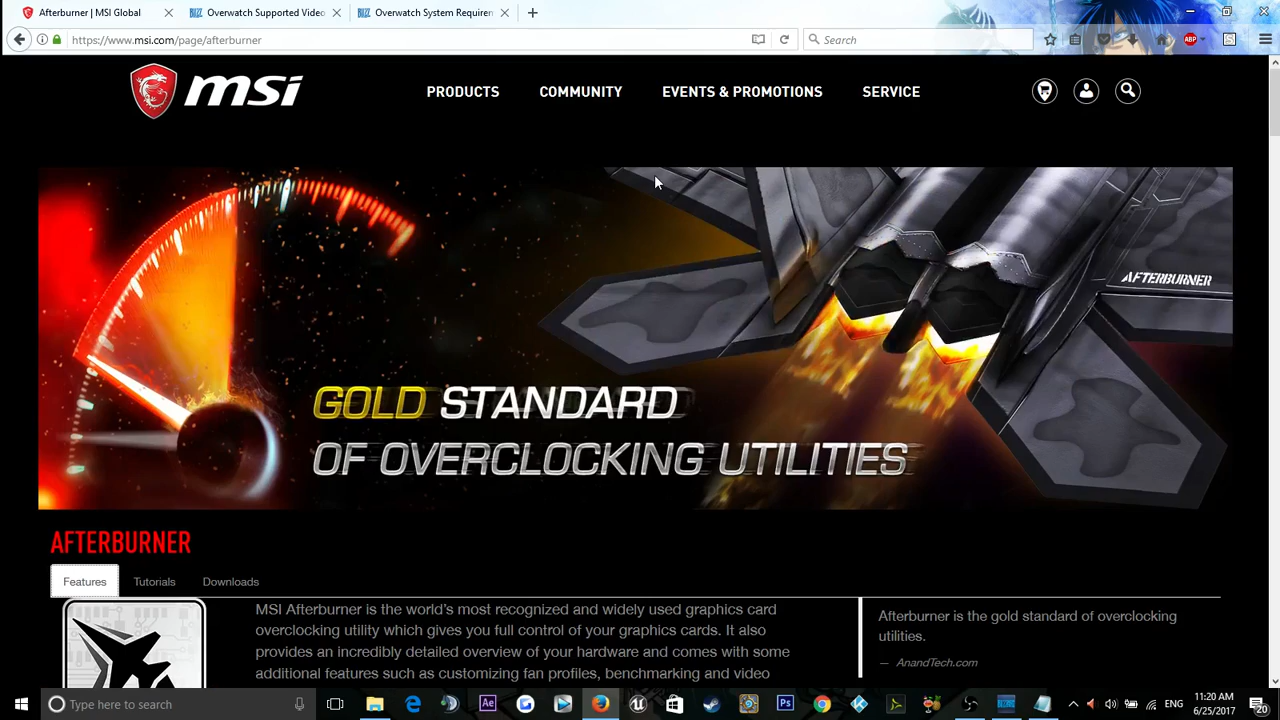 Afterburner | MSI Global
Overwatch Supported Video
Overwatch System Requirem
https://www.msi.com/page/afterburner
Search
ABP
S
msi
PRODUCTS
COMMUNITY
EVENTS & PROMOTIONS
SERVICE
AFTERBURNER
GOLD STANDARD
OF OVERCLOCKING UTILITIES
AFTERBURNER
Features
Tutorials
Downloads
MSI Afterburner is the world's most recognized and widely used graphics card
overclocking utility which gives you full control of your graphics cards. It also
provides an incredibly detailed overview of your hardware and comes with some
additional features such as customizing fan profiles, benchmarking and video
Afterburner is the gold standard of overclocking
utilities.
— AnandTech.com
Type here to search
Ae
Ps
ENG
11:20 AM
6/25/2017
20